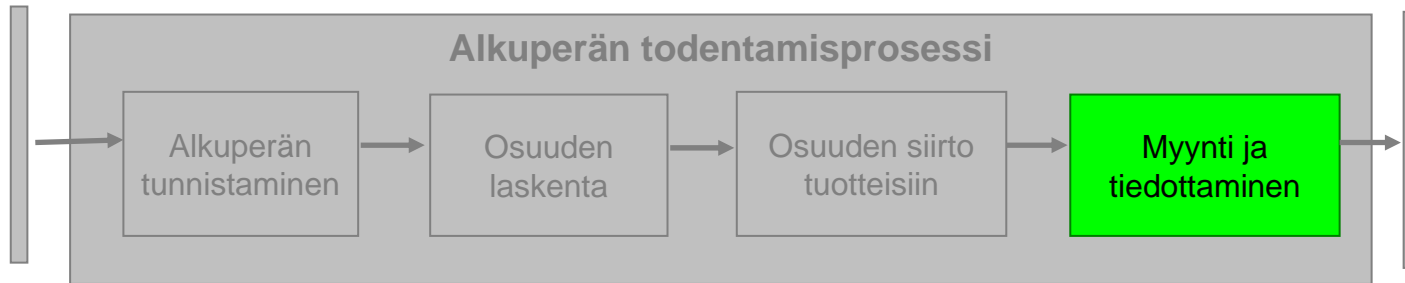 Alkuperän todentamisprosessi
Alkuperän
tunnistaminen
Osuuden
laskenta
Osuuden siirto
tuotteisiin
Myynti ja
tiedottaminen